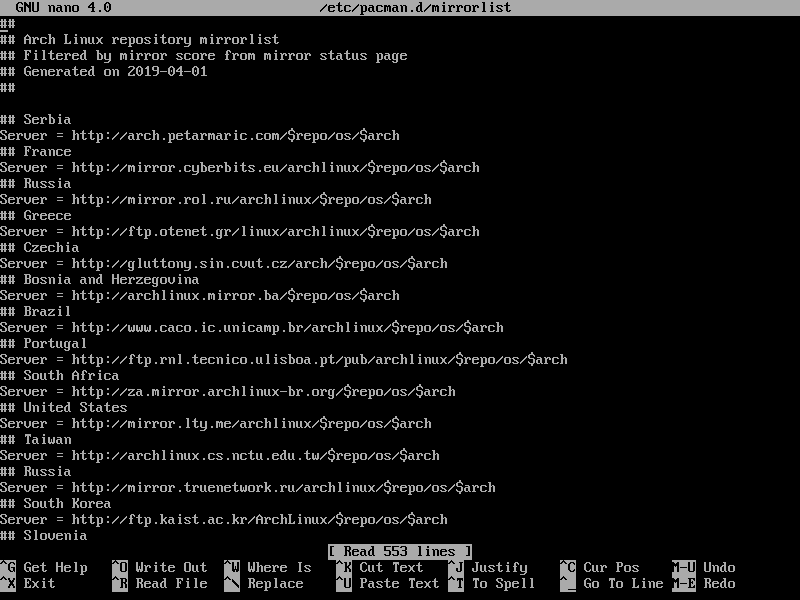 GNU nano 4.0 /etc/pacman.d/mirrorlist
##
## Arch Linux repository mirrorlist
## Filtered by mirror score from mirror status page
## Generated on 2019-04-01
##
## Serbia
Server = http://arch.petarmaric.com/$repo/os/$arch
## France
Server = http://mirror.cyberbits.eu/archlinux/$repo/os/$arch
## Russia
Server = http://mirror.rol.ru/archlinux/$repo/os/$arch
## Greece
Server = http://ftp.otenet.gr/linux/archlinux/$repo/os/$arch
## Czechia
Server = http://gluttony.sin.cvut.cz/arch/$repo/os/$arch
## Bosnia and Herzegovina
Server = http://archlinux.mirror.ba/$repo/os/$arch
## Brazil
Server = http://www.caco.ic.unicamp.br/archlinux/$repo/os/$arch
## Portugal
Server = http://ftp.rnl.tecnico.ulisboa.pt/pub/archlinux/$repo/os/$arch
## South Africa
Server = http://za.mirror.archlinux-br.org/$repo/os/$arch
## United States
Server = http://mirror.lty.me/archlinux/$repo/os/$arch
## Taiwan
Server = http://archlinux.cs.nctu.edu.tw/$repo/os/$arch
## Russia
Server = http://mirror.truenetwork.ru/archlinux/$repo/os/$arch
## South Korea
Server = http://ftp.kaist.ac.kr/ArchLinux/$repo/os/$arch
## Slovenia
[ Read 553 lines ]
^G Get Help ^O Write Out ^W Where Is ^K Cut Text ^J Justify ^C Cur Pos M-U Undo
^X Exit ^R Read File ^\ Replace ^U Paste Text ^T To Spell ^_ Go To Line M-E Redo